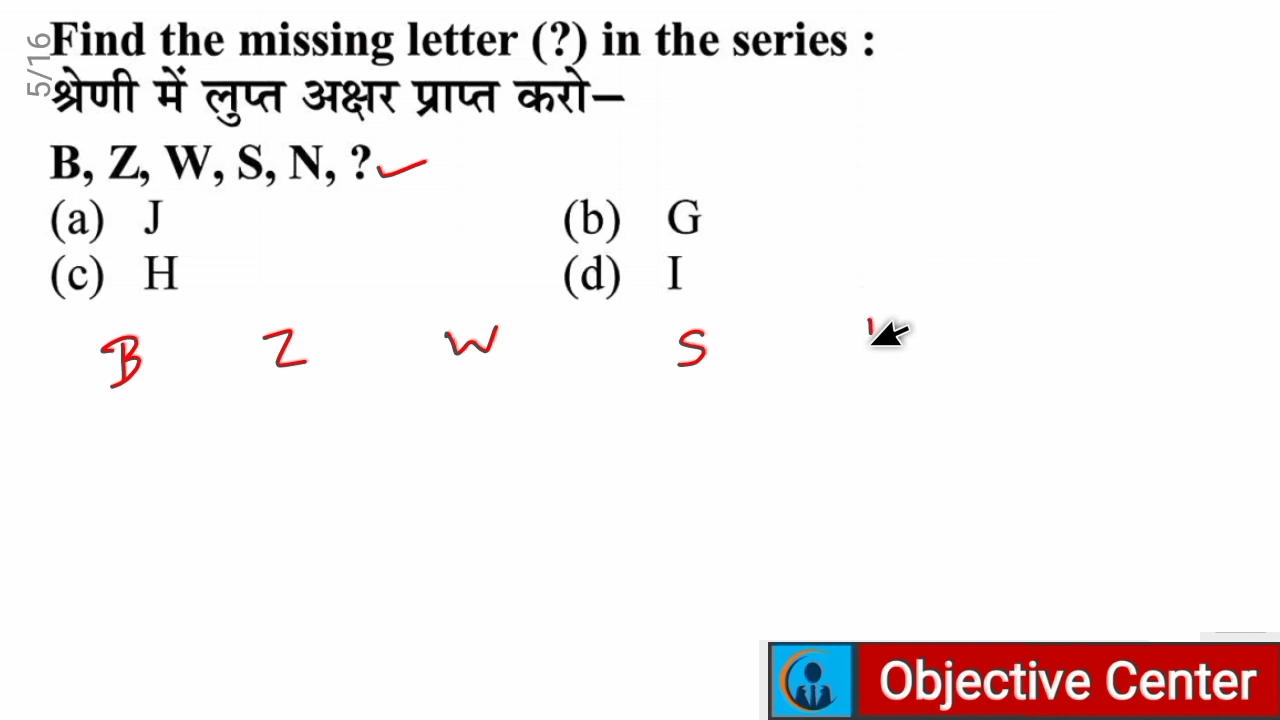 5/16
Find the missing letter (?) in the series :
श्रेणी में लुप्त अक्षर प्राप्त करो–
B, Z, W, S, N, ?
(a) J (b) G
(c) H (d) I
B Z W S
Objective Center